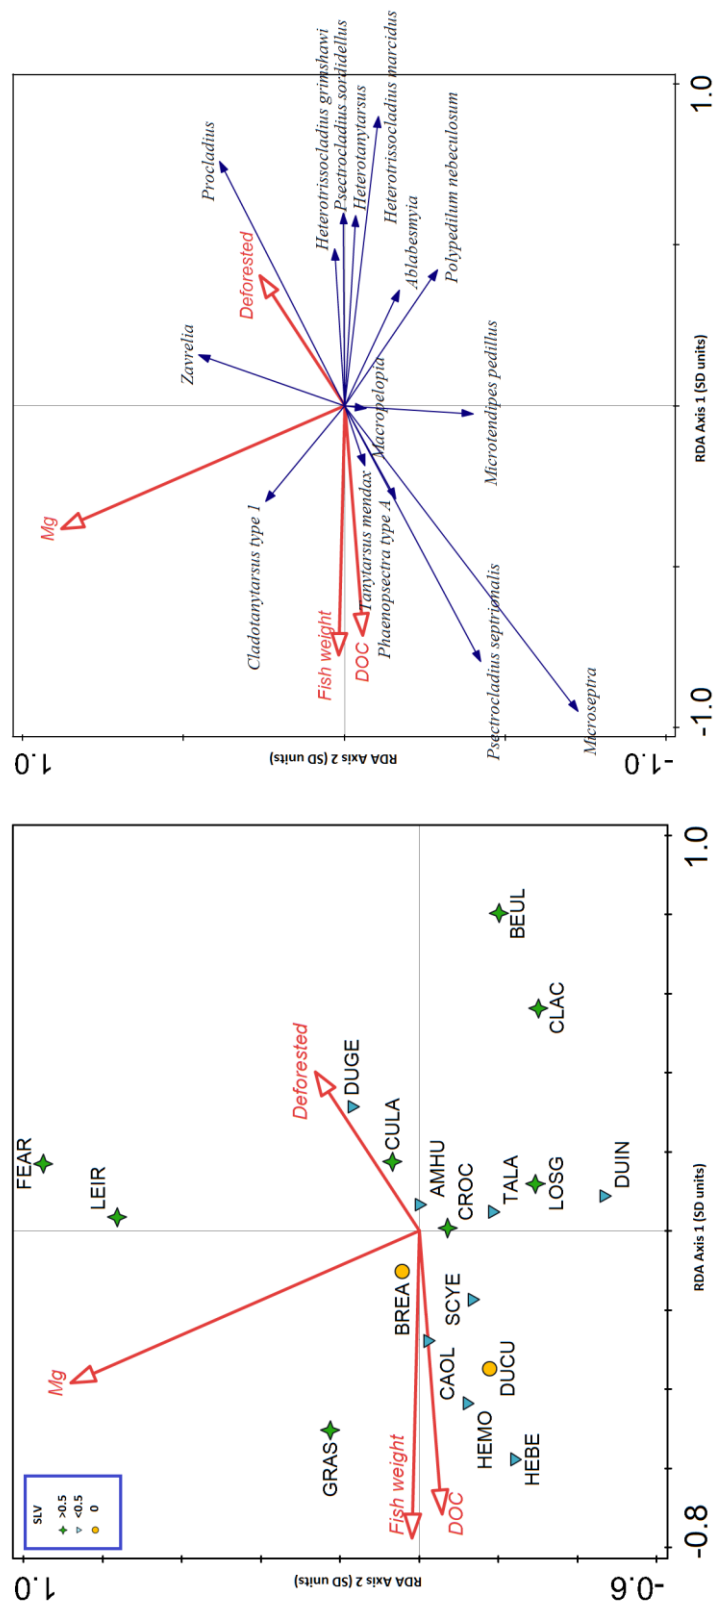 1.0
-0.6
-0.8
1.0
RDA Axis 2 (SD units)
RDA Axis 1 (SD units)
SLV
>0.5
<0.5
0
FEAR
LEIR
Mg
Deforested
DUGE
CULA
GRAS
BREA
AMHU
CROC
Fish weight
DOC
CAOL
SCYE
TALA
BEUL
HEMO
DUCU
LOSG
CLAC
HEBE
DUIN
1.0
-1.0
-1.0
1.0
RDA Axis 2 (SD units)
RDA Axis 1 (SD units)
Mg
Zavrelia
Procladius
Deforested
Cladotanytarsus type 1
Heterotrissocladius grimshawi
Psectrocladius sordidellus
Heterotanytarsus
Heterotrissocladius marcidus
Fish weight
DOC
Tanytarsus mendax
Macropelopia
Phaenopsectra type A
Ablabesmyia
Polypedilum nebeculosum
Microtendipes pedillus
Psectrocladius septrionalis
Microseptra